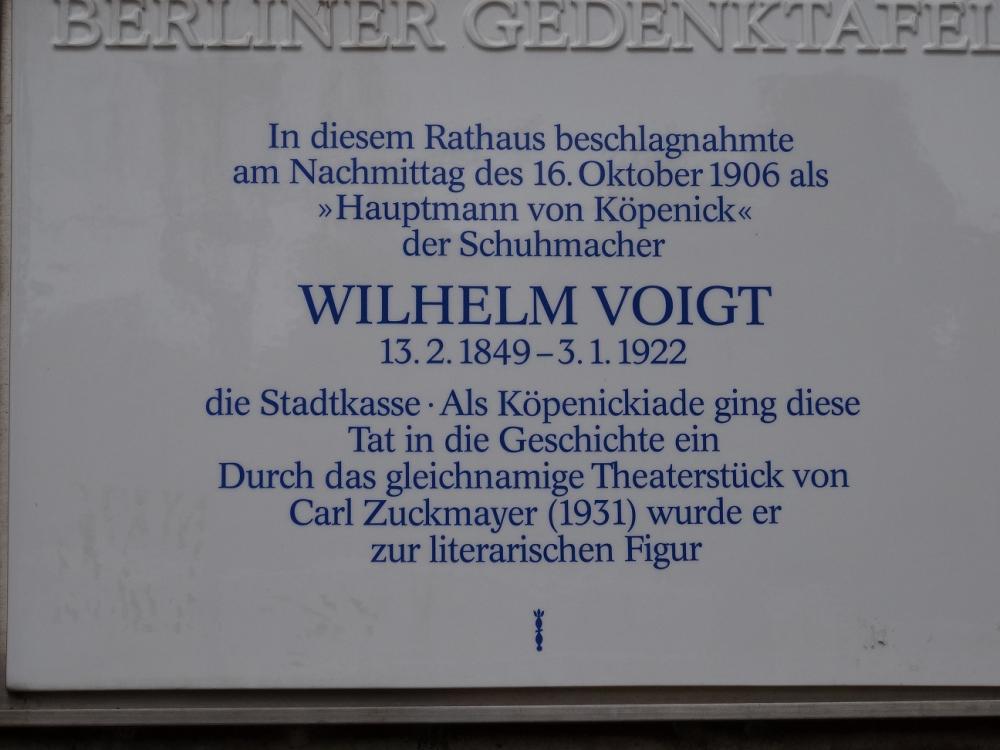 BERLINER GEDENKTAFEL
In diesem Rathaus beschlagnahmte
am Nachmittag des 16. Oktober 1906 als
»Hauptmann von Köpenick«
der Schuhmacher
WILHELM VOIGT
13. 2. 1849 – 3. 1. 1922
die Stadtkasse · Als Köpenickiade ging diese
Tat in die Geschichte ein
Durch das gleichnamige Theaterstück von
Carl Zuckmayer (1931) wurde er
zur literarischen Figur